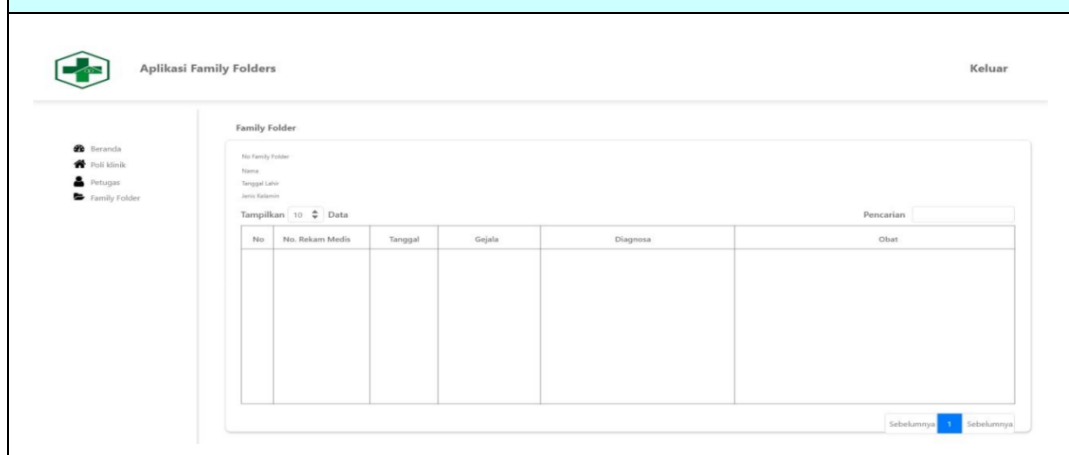 Aplikasi Family Folders
Keluar
Beranda
Poli klinik
Petugas
Family Folder
Family Folder
No Family Folder
Nama
Tanggal Lahir
Jenis Kelamin
Tampilkan 10 Data
Pencarian
No No. Rekam Medis Tanggal Gejala Diagnosa Obat
Sebelumnya 1 Sebelumnya